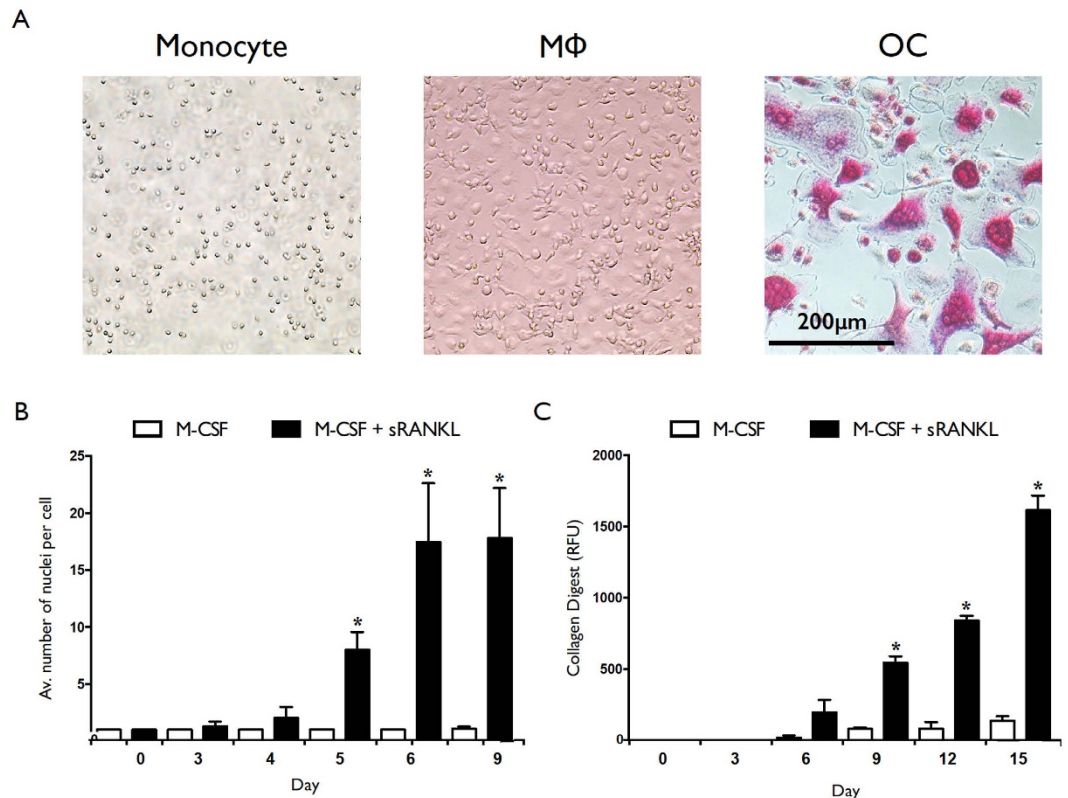 A
Monocyte
MΦ
OC
200µm
B
M-CSF
M-CSF + sRANKL
Av. number of nuclei per cell
25
20
15
10
5
0
0 3 4 5 6 9
* * *
Day
C
M-CSF
M-CSF + sRANKL
Collagen Digest (RFU)
2000
1500
1000
500
0
0 3 6 9 12 15
* * *
Day